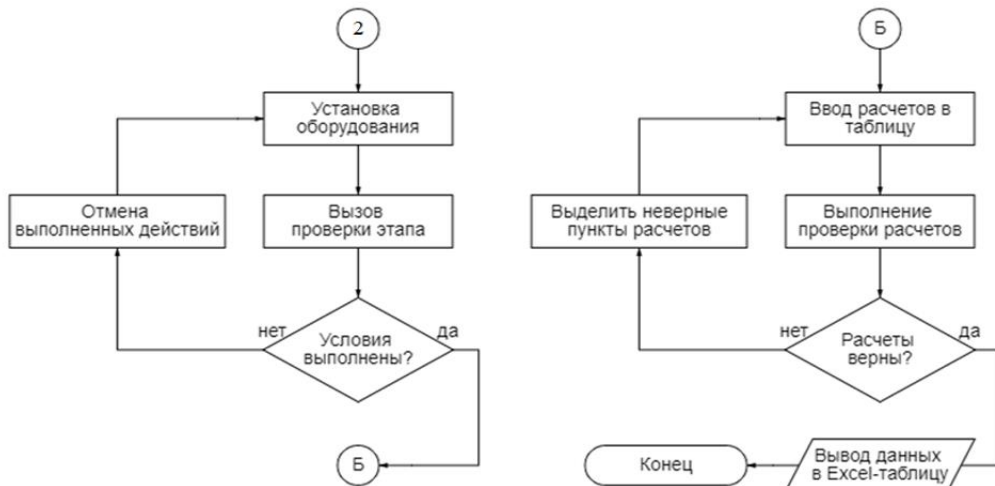 2
Установка
оборудования
Отмена
выполненных действий
Вызов
проверки этапа
нет
Условия
выполнены?
да
Б
Б
Ввод расчетов в
таблицу
Выделить неверные
пункты расчетов
Выполнение
проверки расчетов
нет
Расчеты
верны?
да
Конец
Вывод данных
в Excel-таблицу